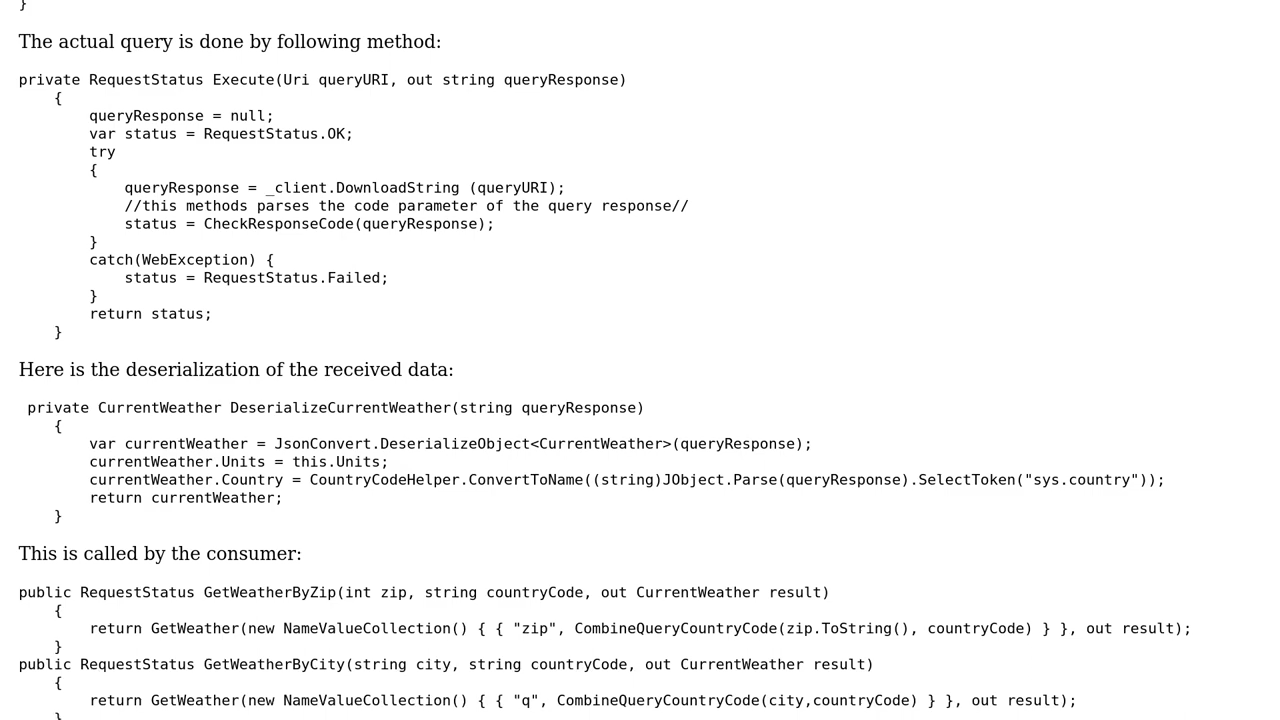 }
The actual query is done by following method:
private RequestStatus Execute(Uri queryURI, out string queryResponse)
    {
        queryResponse = null;
        var status = RequestStatus.OK;
        try
        {
            queryResponse = _client.DownloadString (queryURI);
            //this methods parses the code parameter of the query response//
            status = CheckResponseCode(queryResponse);
        }
        catch(WebException) {
            status = RequestStatus.Failed;
        }
        return status;
    }
Here is the deserialization of the received data:
 private CurrentWeather DeserializeCurrentWeather(string queryResponse)
    {
        var currentWeather = JsonConvert.DeserializeObject<CurrentWeather>(queryResponse);
        currentWeather.Units = this.Units;
        currentWeather.Country = CountryCodeHelper.ConvertToName((string)JObject.Parse(queryResponse).SelectToken("sys.country"));
        return currentWeather;
    }
This is called by the consumer:
public RequestStatus GetWeatherByZip(int zip, string countryCode, out CurrentWeather result)
    {
        return GetWeather(new NameValueCollection() { { "zip", CombineQueryCountryCode(zip.ToString(), countryCode) } }, out result);
    }
public RequestStatus GetWeatherByCity(string city, string countryCode, out CurrentWeather result)
    {
        return GetWeather(new NameValueCollection() { { "q", CombineQueryCountryCode(city,countryCode) } }, out result);
    }